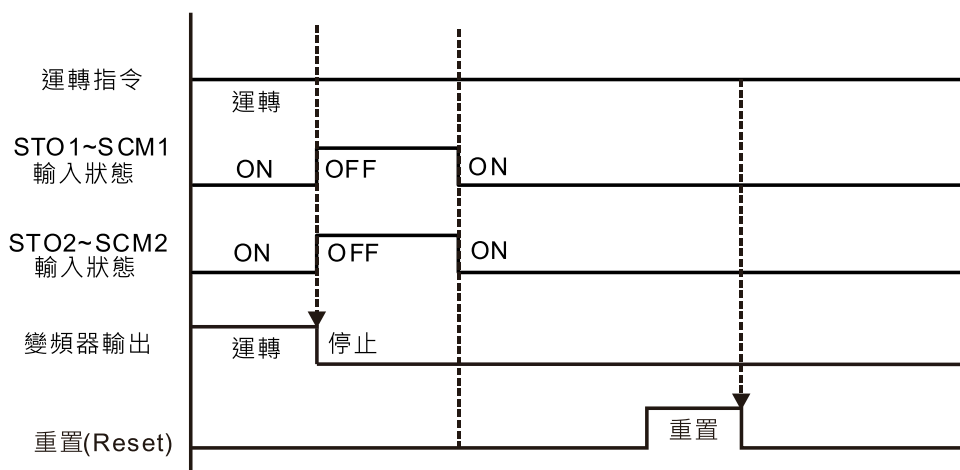 運轉指令
運轉
STO1~SCM1
輸入狀態
ON
OFF
ON
STO2~SCM2
輸入狀態
ON
OFF
ON
變頻器輸出
運轉
停止
重置(Reset)
重置